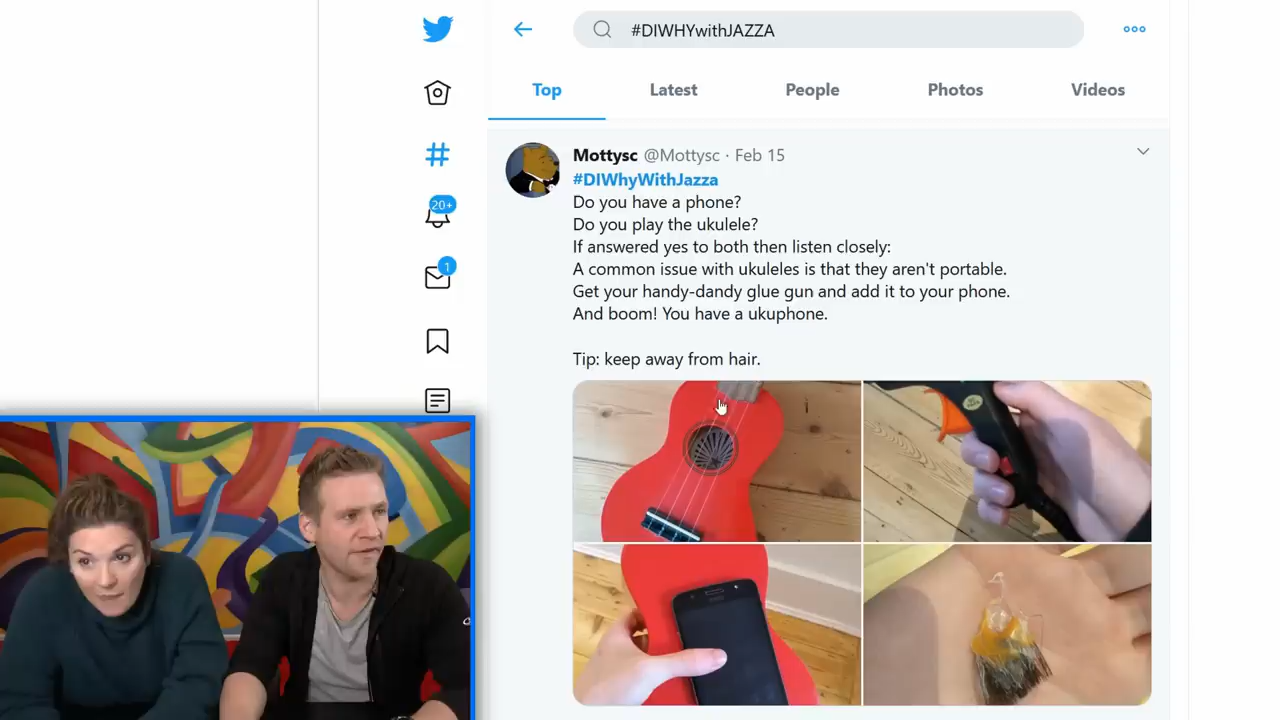 #DIWHYwithJAZZA
Top Latest People Photos Videos
Mottysc @Mottysc · Feb 15
#DIWhyWithJazza
Do you have a phone?
Do you play the ukulele?
If answered yes to both then listen closely:
A common issue with ukuleles is that they aren't portable.
Get your handy-dandy glue gun and add it to your phone.
And boom! You have a ukuphone.
Tip: keep away from hair.
20+
1